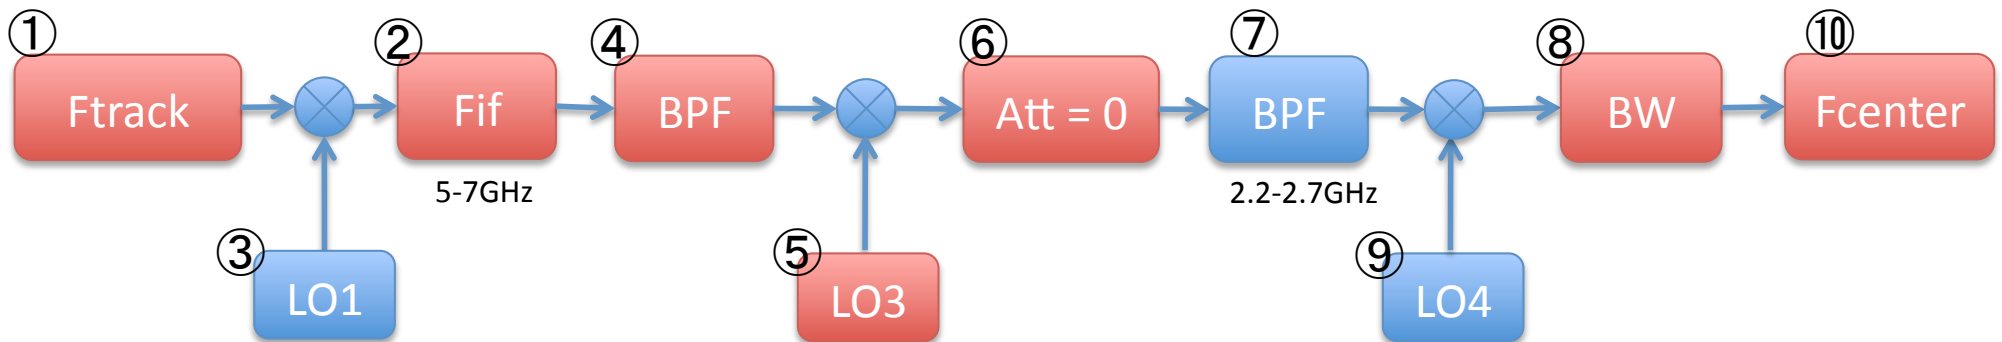 ① ② ④ ⑥ ⑦ ⑧ ⑩
Ftrack Fif BPF Att = 0 BPF BW Fcenter
5-7GHz 2.2-2.7GHz
③ ⑤ ⑨
LO1 LO3 LO4